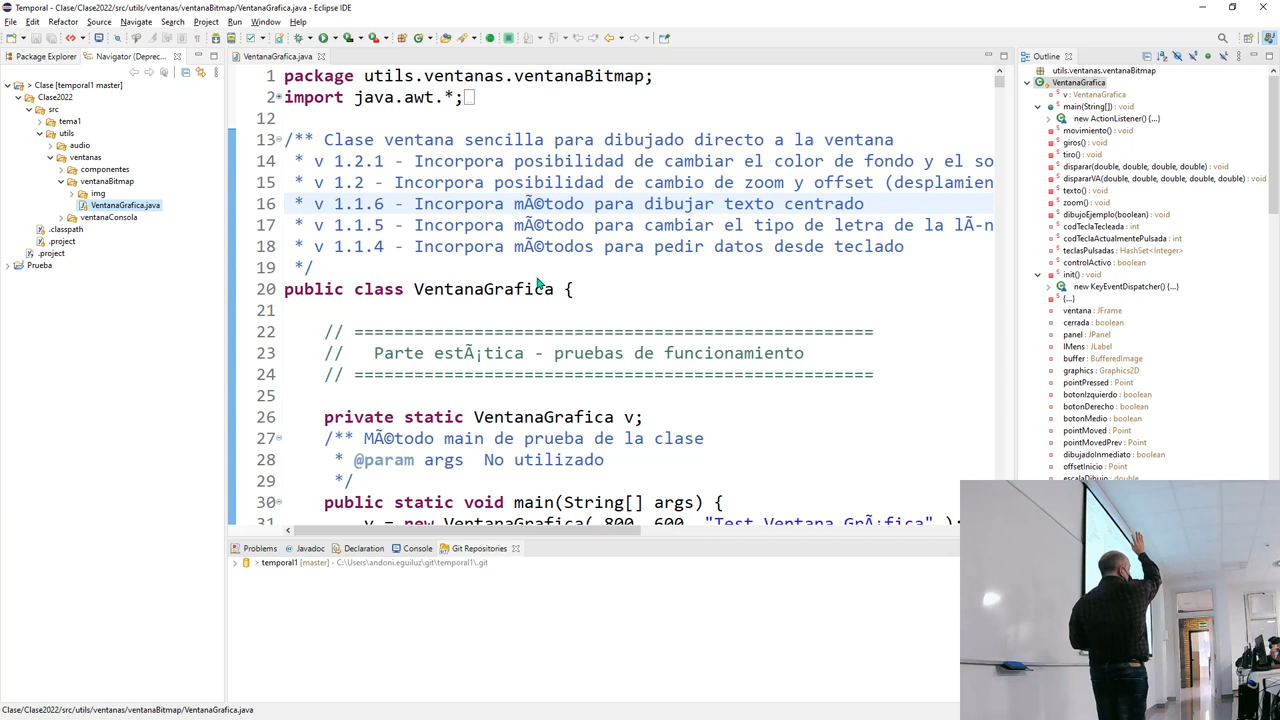 Temporal - Clase/Clase2022/src/utils/ventanas/ventanaBitmap/VentanaGrafica.java - Eclipse IDE
File Edit Refactor Source Navigate Search Project Run Window Help
Package Explorer
Navigator (Deprec...
> Clase [temporal1 master]
Clase2022
src
tema1
utils
audio
ventanas
componentes
ventanaBitmap
img
VentanaGrafica.java
ventanaConsola
.classpath
.project
.project
Prueba
VentanaGrafica.java
1 package utils.ventanas.ventanaBitmap;
2 import java.awt.*;
12
13 /** Clase ventana sencilla para dibujado directo a la ventana
14 * v 1.2.1 - Incorpora posibilidad de cambiar el color de fondo y el so
15 * v 1.2 - Incorpora posibilidad de cambio de zoom y offset (desplamien
16 * v 1.1.6 - Incorpora mÃ©todo para dibujar texto centrado
17 * v 1.1.5 - Incorpora mÃ©todo para cambiar el tipo de letra de la lÃ-n
18 * v 1.1.4 - Incorpora mÃ©todos para pedir datos desde teclado
19 */
20 public class VentanaGrafica {
21
22 // ====================================================
23 // Parte estÃ¡tica - pruebas de funcionamiento
24 // ====================================================
25
26 private static VentanaGrafica v;
27 /** MÃ©todo main de prueba de la clase
28 * @param args No utilizado
29 */
30 public static void main(String[] args) {
31 v = new VentanaGrafica( 800, 600, "Test Ventana GrÃ¡fica" );
Outline
utils.ventanas.ventanaBitmap
VentanaGrafica
v : VentanaGrafica
main(String[]) : void
new ActionListener() {...}
movimiento() : void
giros() : void
tiro() : void
disparar(double, double, double, double) : void
dispararVA(double, double, double, double) : void
texto() : void
zoom() : void
dibujoEjemplo(boolean) : void
codTeclaTecleada : int
codTeclaActualmentePulsada : int
teclasPulsadas : HashSet<Integer>
controlActivo : boolean
init() : void
new KeyEventDispatcher() {...}
{...}
ventana : JFrame
cerrada : boolean
panel : JPanel
lMens : JLabel
buffer : BufferedImage
graphics : Graphics2D
pointPressed : Point
botonIzquierdo : boolean
botonDerecho : boolean
botonMedio : boolean
pointMoved : Point
pointMovedPrev : Point
dibujadoInmediato : boolean
offsetInicio : Point
escalaDibujo : double
Problems Javadoc Declaration Console Git Repositories
> temporal1 [master] - C:\Users\andoni.eguiluz\git\temporal1\.git
Clase/Clase2022/src/utils/ventanas/ventanaBitmap/VentanaGrafica.java